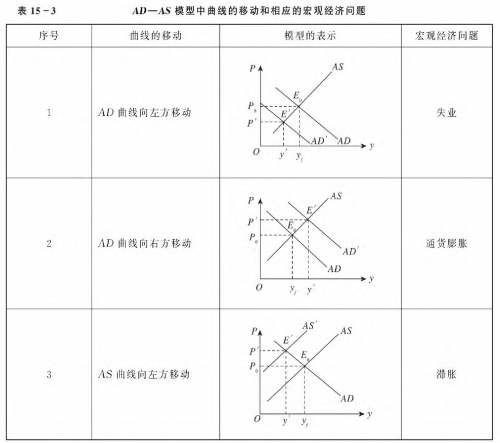 表 15-3 AD—AS 模型中曲线的移动和相应的宏观经济问题
序号 曲线的移动 模型的表示 宏观经济问题
1 AD 曲线向左方移动 失业
P AS
P₀ E₀
P′ E′
AD′ AD
O y′ y_f y
2 AD 曲线向右方移动 通货膨胀
P AS
P′ E′
P₀ E₀
AD′
AD
O y_f y′ y
3 AS 曲线向左方移动 滞胀
P AS′ AS
P′ E′
P₀ E₀
AD
O y′ y_f y